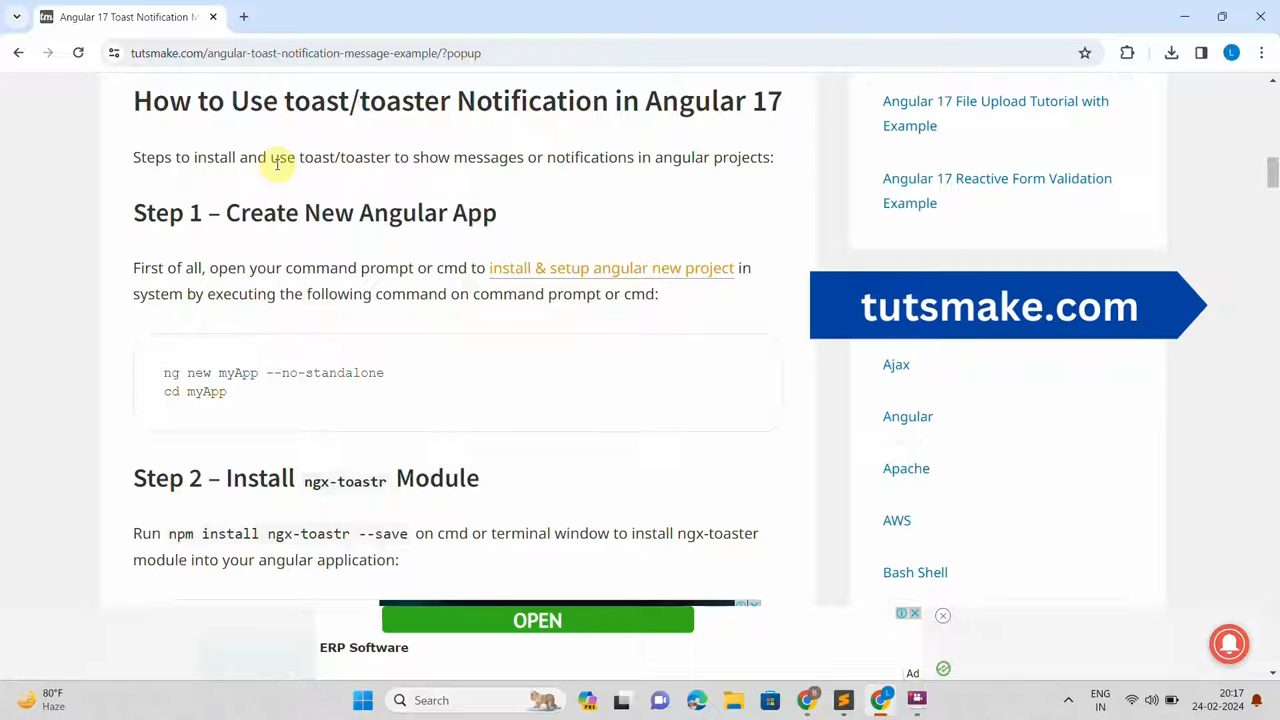 Angular 17 Toast Notification M
tutsmake.com/angular-toast-notification-message-example/?popup
L
How to Use toast/toaster Notification in Angular 17
Steps to install and use toast/toaster to show messages or notifications in angular projects:
Step 1 – Create New Angular App
First of all, open your command prompt or cmd to install & setup angular new project in
system by executing the following command on command prompt or cmd:
ng new myApp --no-standalone
cd myApp
Step 2 – Install ngx-toastr Module
Run npm install ngx-toastr --save on cmd or terminal window to install ngx-toaster
module into your angular application:
Angular 17 File Upload Tutorial with
Example
Angular 17 Reactive Form Validation
Example
tutsmake.com
Ajax
Angular
Apache
AWS
Bash Shell
OPEN
ERP Software
Ad
80°F
Haze
Search
ENG
IN
20:17
24-02-2024